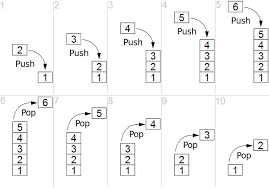 1 2 3 4 5
2 Push 1
3 Push 2 1
4 Push 3 2 1
5 Push 4 3 2 1
6 Push 5 4 3 2 1
6 7 8 9 10
6 Pop 5 4 3 2 1
5 Pop 4 3 2 1
4 Pop 3 2 1
3 Pop 2 1
2 Pop 1